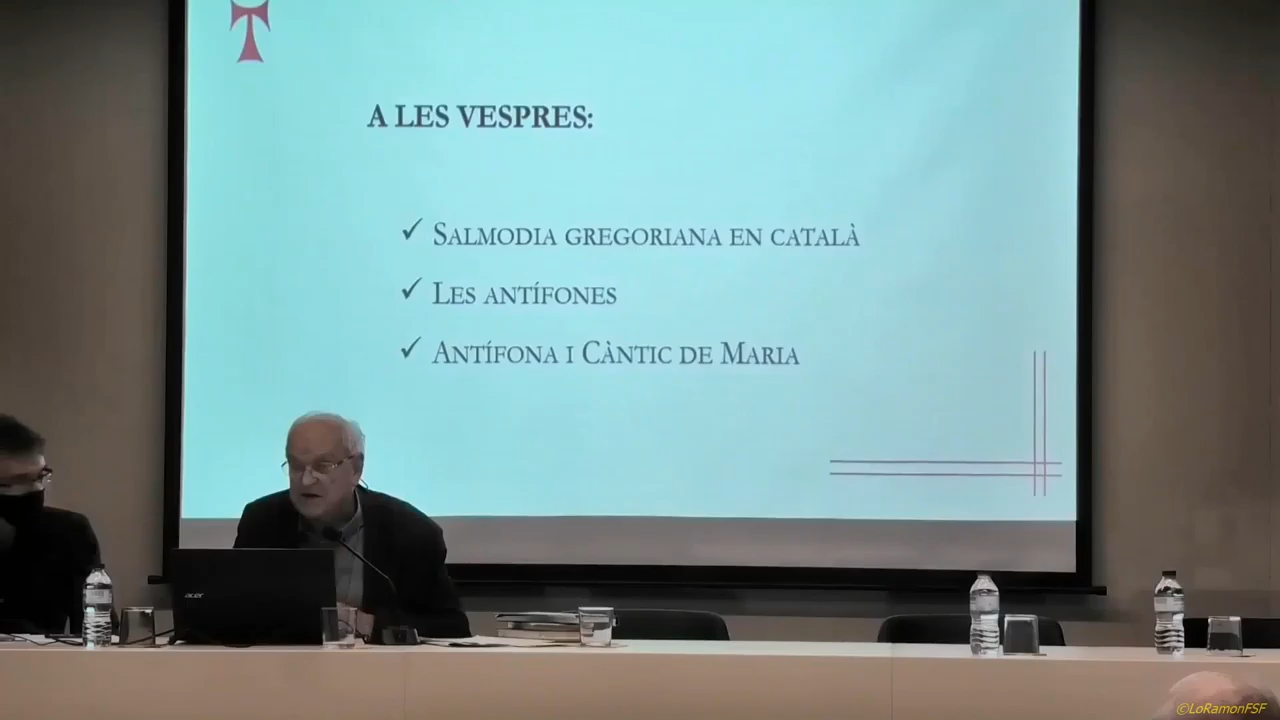 A LES VESPRES:
✓ SALMODIA GREGORIANA EN CATALÀ
✓ LES ANTÍFONES
✓ ANTÍFONA I CÀNTIC DE MARIA
acer
©LoRamonFSF